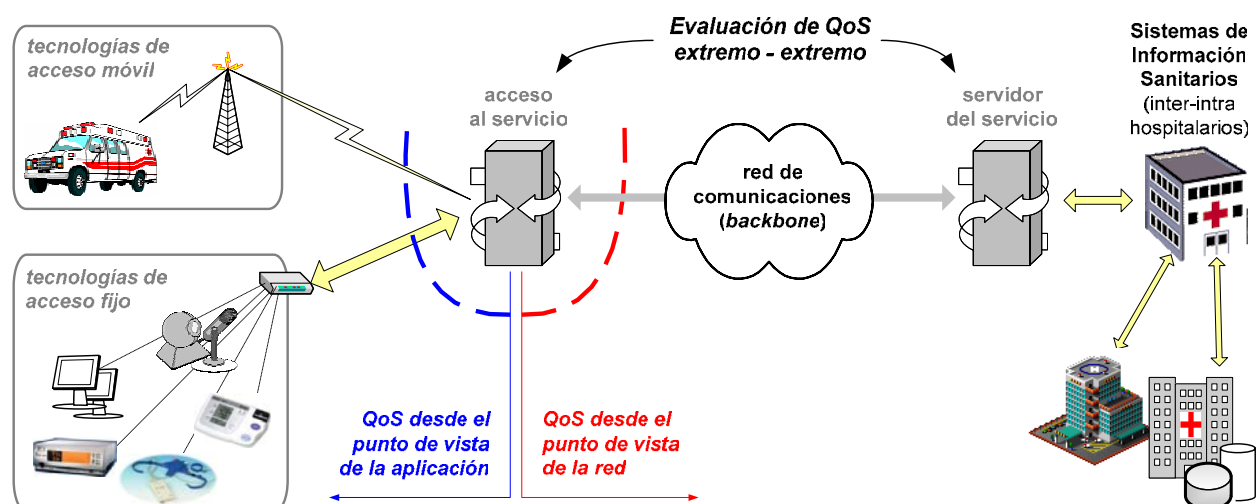 tecnologías de
acceso móvil
Evaluación de QoS
extremo - extremo
acceso
al servicio
servidor
del servicio
Sistemas de
Información
Sanitarios
(inter-intra
hospitalarios)
red de
comunicaciones
(backbone)
tecnologías de
acceso fijo
QoS desde el
punto de vista
de la aplicación
QoS desde el
punto de vista
de la red